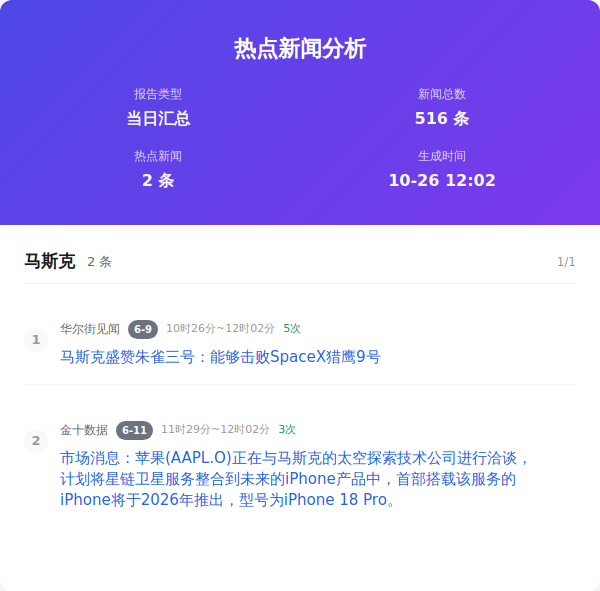 热点新闻分析
报告类型
新闻总数
当日汇总
516 条
热点新闻
生成时间
2 条
10-26 12:02
马斯克 2 条 1/1
1
华尔街见闻 6-9 10时26分~12时02分 5次
马斯克盛赞朱雀三号：能够击败SpaceX猎鹰9号
2
金十数据 6-11 11时29分~12时02分 3次
市场消息：苹果(AAPL.O)正在与马斯克的太空探索技术公司进行洽谈，
计划将星链卫星服务整合到未来的iPhone产品中，首部搭载该服务的
iPhone将于2026年推出，型号为iPhone 18 Pro。